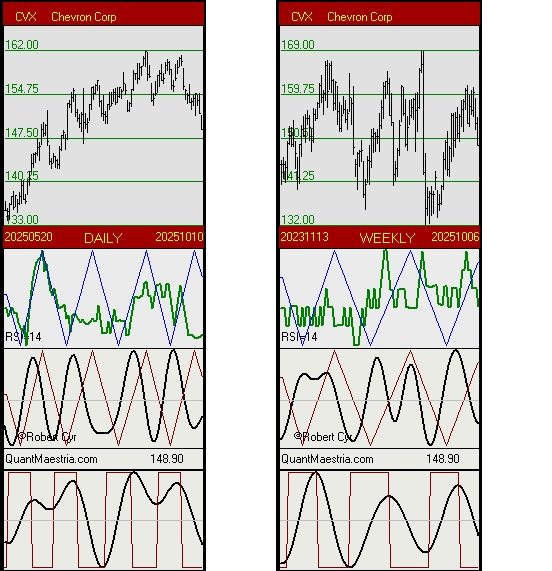 CVX Chevron Corp
162.00
154.75
147.50
140.25
133.00
20250520 DAILY 20251010
RSI=14
©Robert Cyr
QuantMaestria.com 148.90
CVX Chevron Corp
169.00
159.75
150.50
141.25
132.00
20231113 WEEKLY 20251006
RSI=14
©Robert Cyr
QuantMaestria.com 148.90